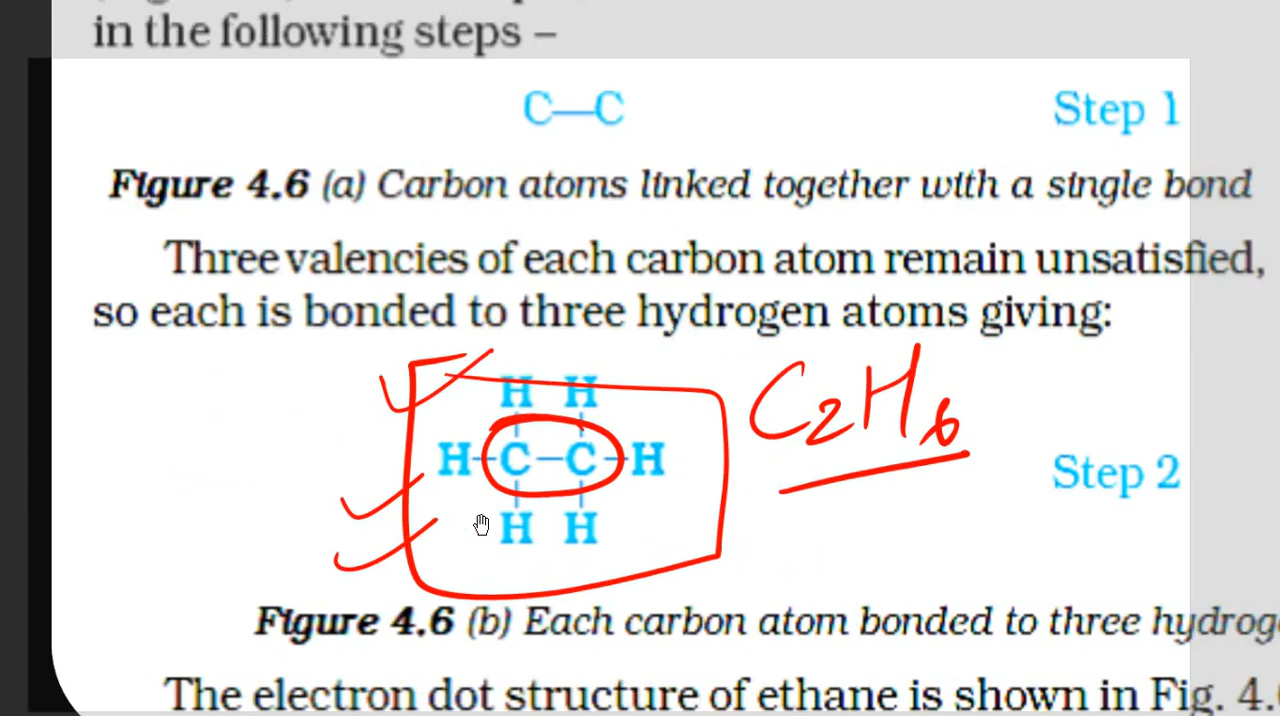 in the following steps –
C—C Step 1
Figure 4.6 (a) Carbon atoms linked together with a single bond
Three valencies of each carbon atom remain unsatisfied,
so each is bonded to three hydrogen atoms giving:
H H
H–C–C–H C2H6
Step 2
H H
Figure 4.6 (b) Each carbon atom bonded to three
The electron dot structure of ethane is shown in Fig. 4.